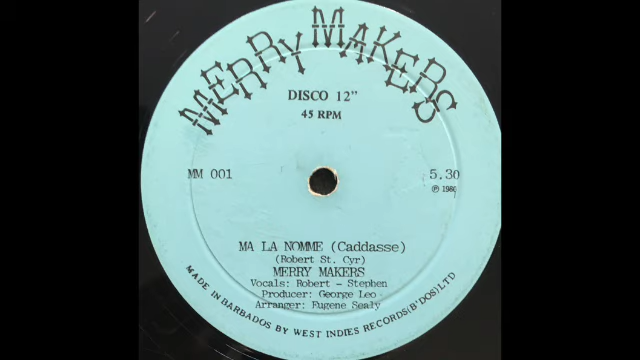 MERRY MAKERS
DISCO 12"
45 RPM
MM 001
5.30
℗ 1986
MA LA NOMME (Caddasse)
(Robert St. Cyr)
MERRY MAKERS
Vocals: Robert - Stephen
Producer: George Leo
Arranger: Eugene Sealy
MADE IN BARBADOS BY WEST INDIES RECORDS (B'DOS) LTD